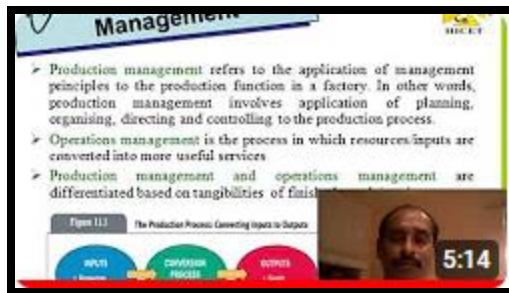 Management
HICET
➤ Production management refers to the application of management
principles to the production function in a factory. In other words,
production management involves application of planning,
organising, directing and controlling to the production process.
➤ Operations management is the process in which resources/inputs are
converted into more useful services
➤ Production management and operations management are
differentiated based on tangibilities of
Figure 11.1 The Production Process: Converting Inputs to Outputs
INPUTS CONVERSION OUTPUTS
PROCESS
5:14